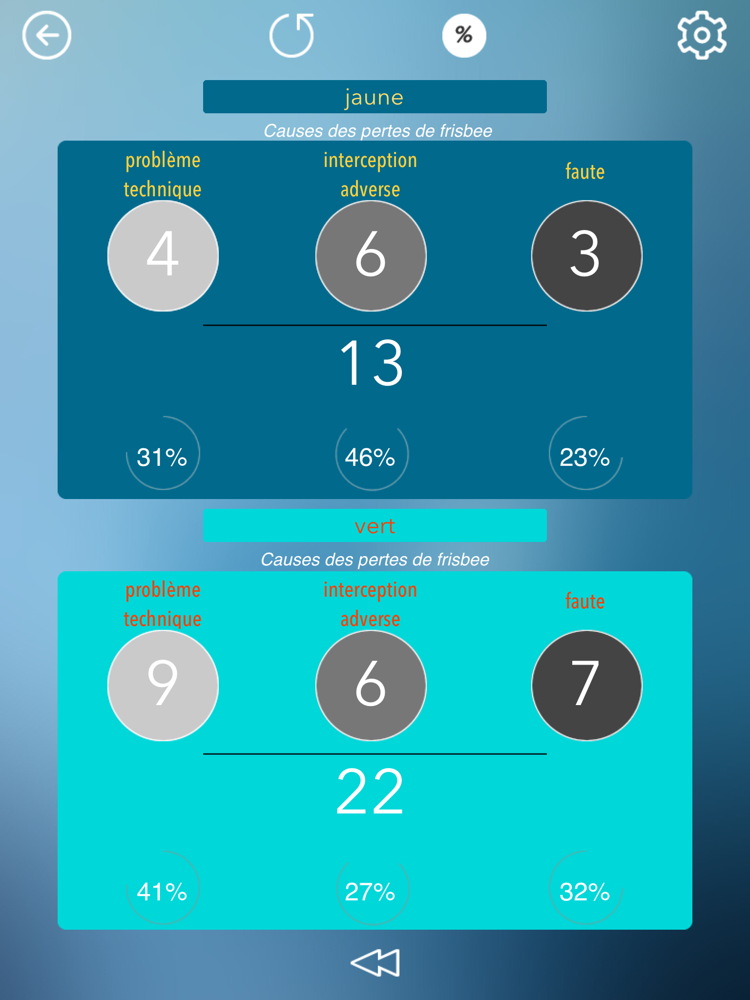 %
jaune
Causes des pertes de frisbee
problème
technique
interception
adverse
faute
4
6
3
13
31%
46%
23%
vert
Causes des pertes de frisbee
problème
technique
interception
adverse
faute
9
6
7
22
41%
27%
32%